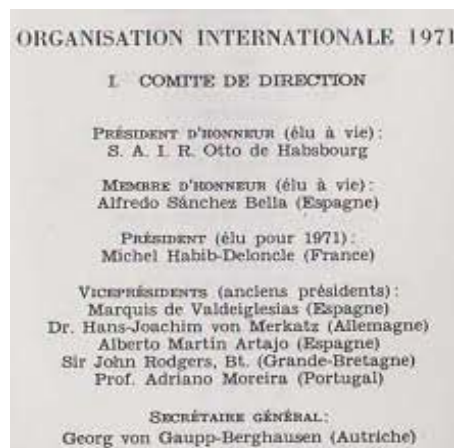 ORGANISATION INTERNATIONALE 1971
I. COMITE DE DIRECTION
PRÉSIDENT D'HONNEUR (élu à vie):
S. A. I. R. Otto de Habsbourg
MEMBRE D'HONNEUR (élu à vie):
Alfredo Sánchez Bella (Espagne)
PRÉSIDENT (élu pour 1971):
Michel Habib-Deloncle (France)
VICEPRÉSIDENTS (anciens présidents):
Marquis de Valdeiglesias (Espagne)
Dr. Hans-Joachim von Merkatz (Allemagne)
Alberto Martín Artajo (Espagne)
Sir John Rodgers, Bt. (Grande-Bretagne)
Prof. Adriano Moreira (Portugal)
SECRÉTAIRE GÉNÉRAL:
Georg von Gaupp-Berghausen (Autriche)